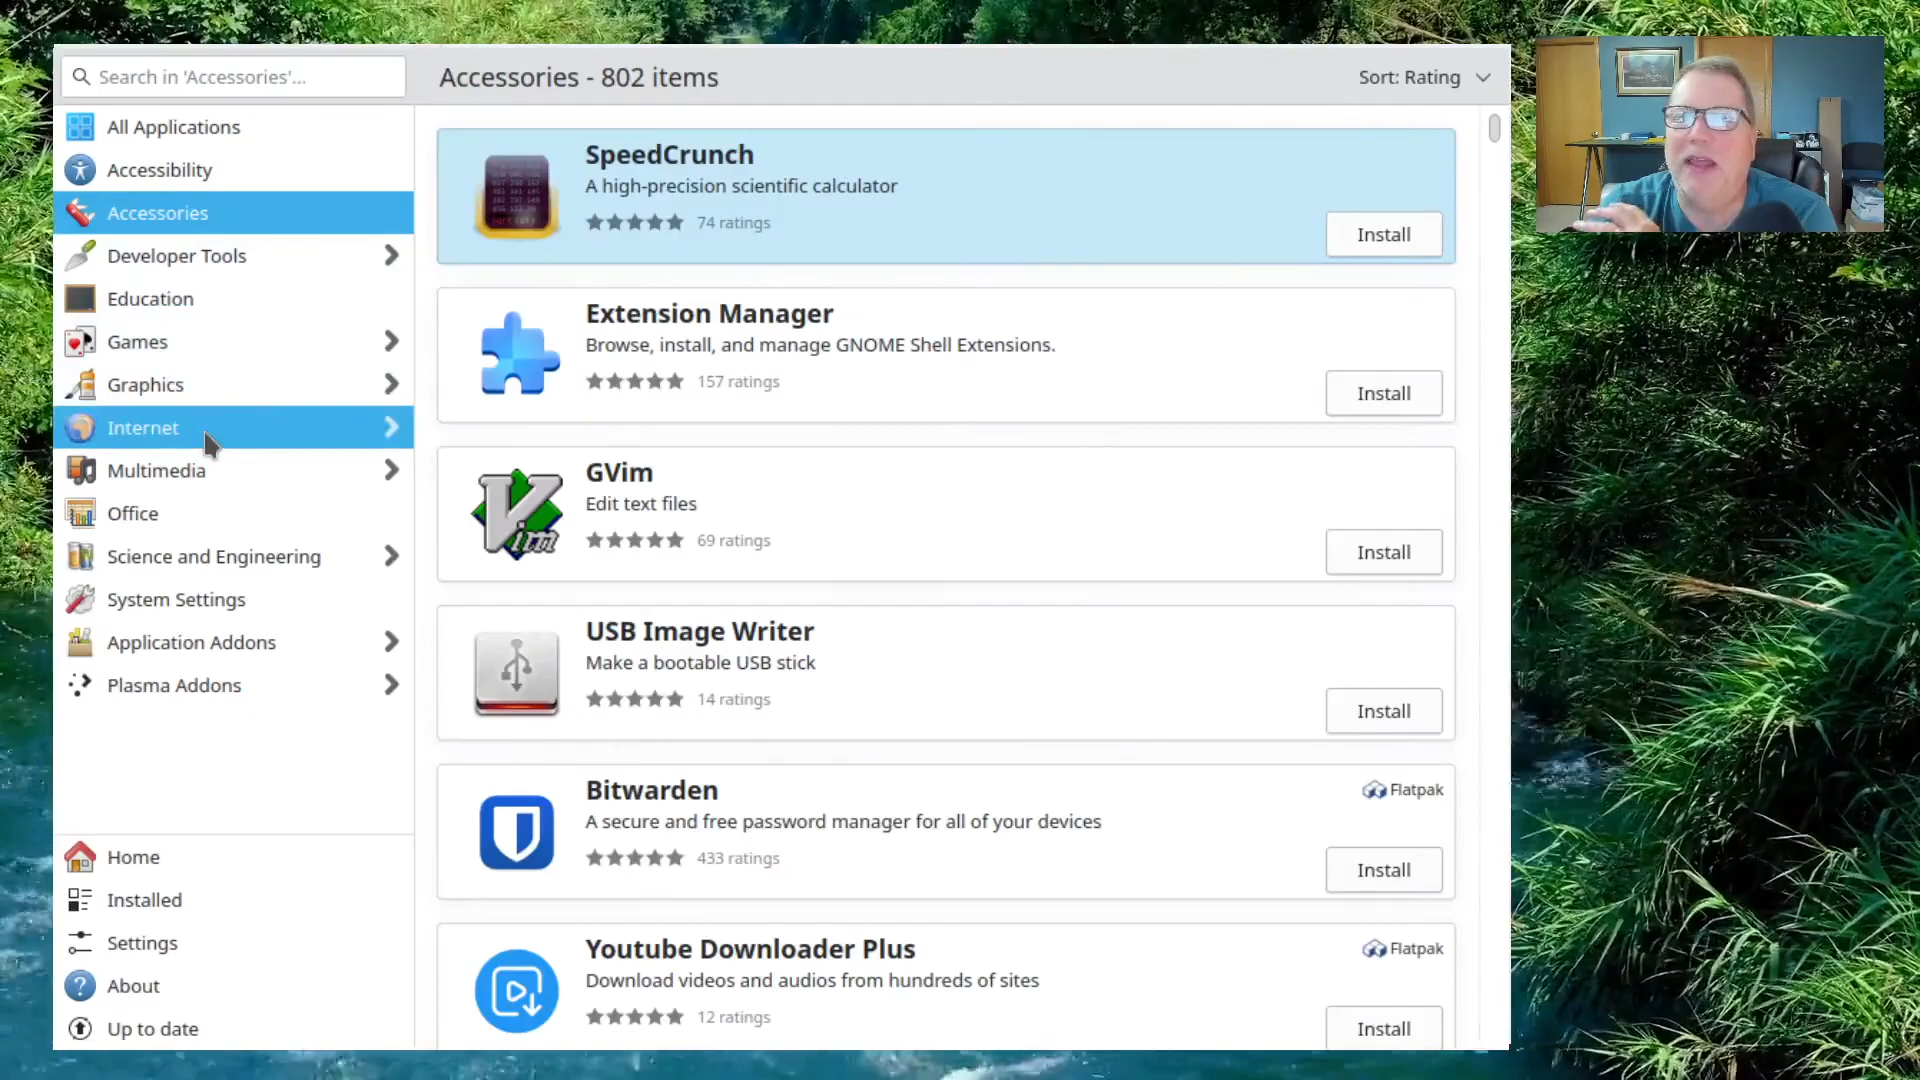 Search in 'Accessories'...
Accessories - 802 items
Sort: Rating
All Applications
Accessibility
Accessories
Developer Tools
Education
Games
Graphics
Internet
Multimedia
Office
Science and Engineering
System Settings
Application Addons
Plasma Addons
Home
Installed
Settings
About
Up to date
SpeedCrunch
A high-precision scientific calculator
74 ratings
Install
Extension Manager
Browse, install, and manage GNOME Shell Extensions.
157 ratings
Install
GVim
Edit text files
69 ratings
Install
USB Image Writer
Make a bootable USB stick
14 ratings
Install
Bitwarden
Flatpak
A secure and free password manager for all of your devices
433 ratings
Install
Youtube Downloader Plus
Flatpak
Download videos and audios from hundreds of sites
12 ratings
Install